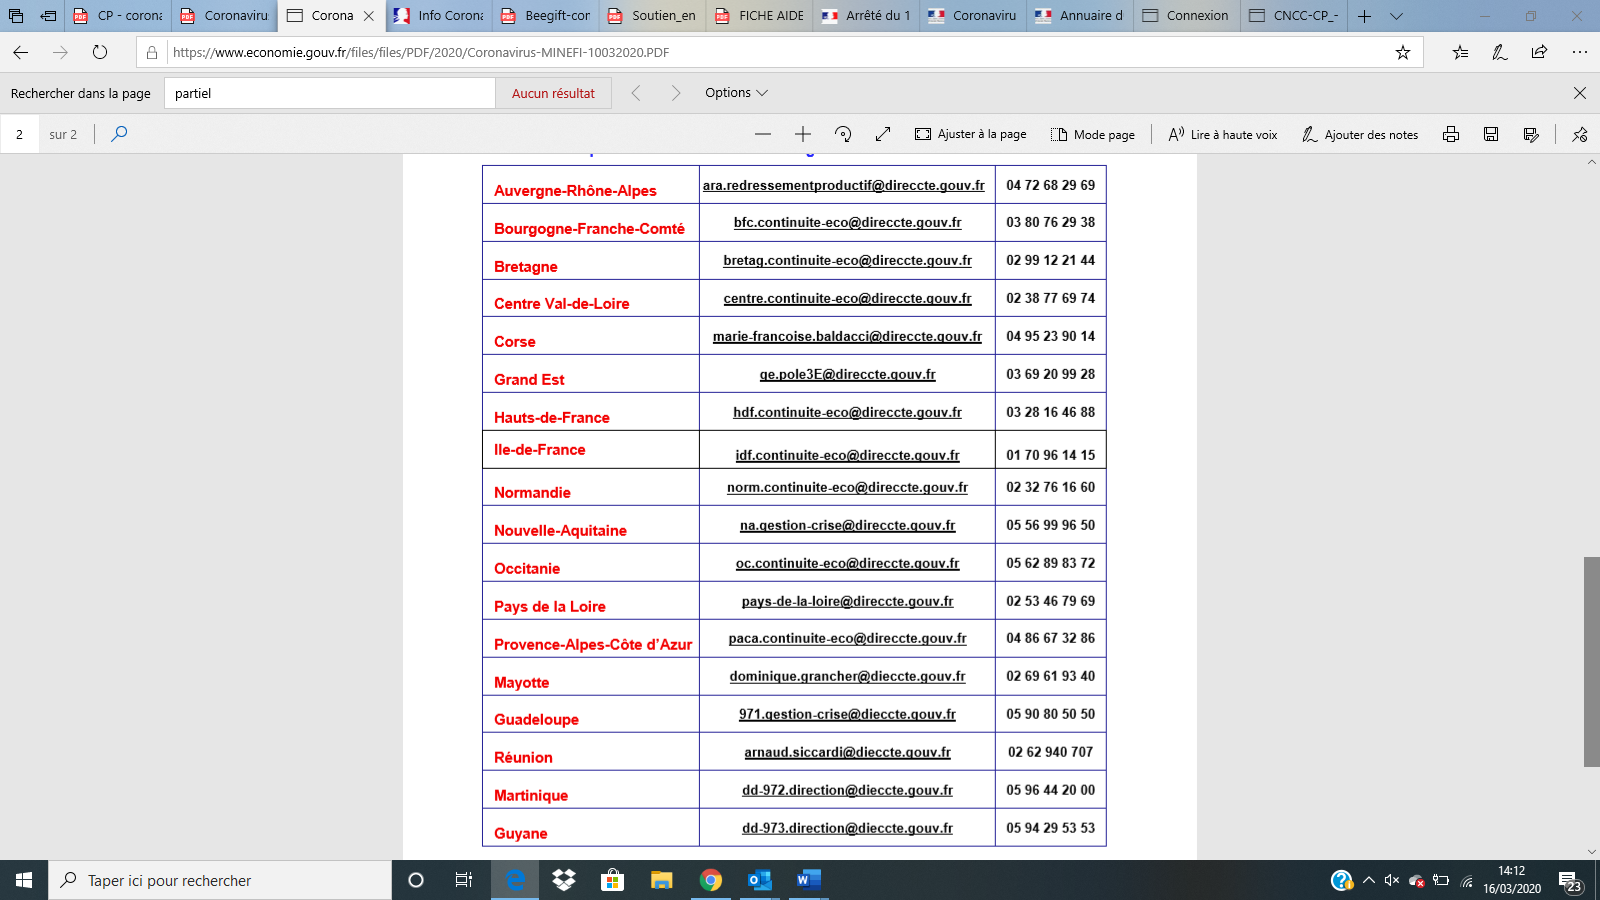 CP - corona
Coronavirus
Corona
Info Corona
Beegift-con
Soutien_en
FICHE AIDE
Arrêté du 1
Coronaviru
Annuaire d
Connexion
CNCC-CP_-
https://www.economie.gouv.fr/files/files/PDF/2020/Coronavirus-MINEFI-10032020.PDF
Rechercher dans la page partiel Aucun résultat Options
2 sur 2 Ajuster à la page Mode page Lire à haute voix Ajouter des notes
Auvergne-Rhône-Alpes ara.redressementproductif@direccte.gouv.fr 04 72 68 29 69
Bourgogne-Franche-Comté bfc.continuite-eco@direccte.gouv.fr 03 80 76 29 38
Bretagne bretag.continuite-eco@direccte.gouv.fr 02 99 12 21 44
Centre Val-de-Loire centre.continuite-eco@direccte.gouv.fr 02 38 77 69 74
Corse marie-francoise.baldacci@direccte.gouv.fr 04 95 23 90 14
Grand Est ge.pole3E@direccte.gouv.fr 03 69 20 99 28
Hauts-de-France hdf.continuite-eco@direccte.gouv.fr 03 28 16 46 88
Ile-de-France idf.continuite-eco@direccte.gouv.fr 01 70 96 14 15
Normandie norm.continuite-eco@direccte.gouv.fr 02 32 76 16 60
Nouvelle-Aquitaine na.gestion-crise@direccte.gouv.fr 05 56 99 96 50
Occitanie oc.continuite-eco@direccte.gouv.fr 05 62 89 83 72
Pays de la Loire pays-de-la-loire@direccte.gouv.fr 02 53 46 79 69
Provence-Alpes-Côte d’Azur paca.continuite-eco@direccte.gouv.fr 04 86 67 32 86
Mayotte dominique.grancher@dieccte.gouv.fr 02 69 61 93 40
Guadeloupe 971.gestion-crise@dieccte.gouv.fr 05 90 80 50 50
Réunion arnaud.siccardi@dieccte.gouv.fr 02 62 940 707
Martinique dd-972.direction@dieccte.gouv.fr 05 96 44 20 00
Guyane dd-973.direction@dieccte.gouv.fr 05 94 29 53 53
Taper ici pour rechercher
14:12
16/03/2020
23